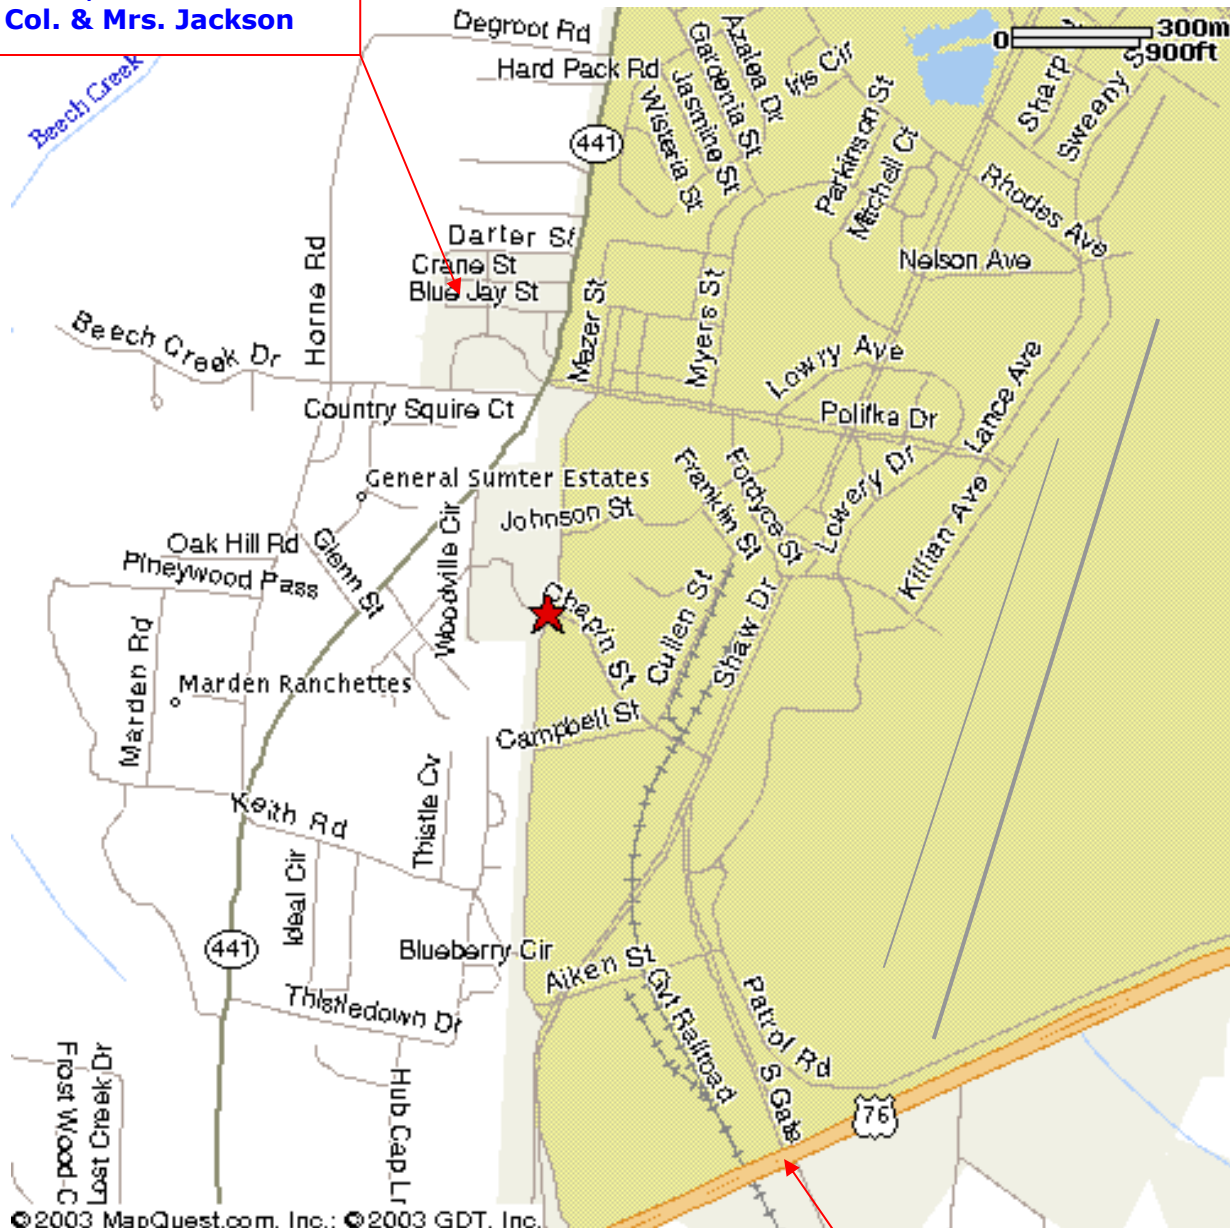 Col. & Mrs. Jackson
Degroot Rd
Hard Pack Rd
Beech Creek
441
Wisteria St
Jasmine St
Gardenia St
Azalea Dr
Iris Cir
Parkinson St
Mitchell Ct
0
300m
900ft
Sharp
Sweeny S
Rhodes Ave
Nelson Ave
Darter St
Crane St
Blue Jay St
Horne Rd
Beech Creek Dr
Mazer St
Myers St
Lowry Ave
Polifka Dr
Lance Ave
Country Squire Ct
General Sumter Estates
Johnson St
Franklin St
Fordyce St
Lowery Dr
Killian Ave
Oak Hill Rd
Pineywood Pass
Glenn St
Woodville Cir
Chapin St
Cullen St
Shaw Dr
Marden Rd
Marden Ranchettes
Campbell St
Keith Rd
Thistle Cv
Ideal Cir
441
Blueberry Cir
Aiken St
Thistledown Dr
Gvt Railroad
Patrol Rd
S Gate
76
Frost Wood C
Lost Creek Dr
Hub Cap Ln
©2003 MapQuest.com, Inc.; ©2003 GDT, Inc.